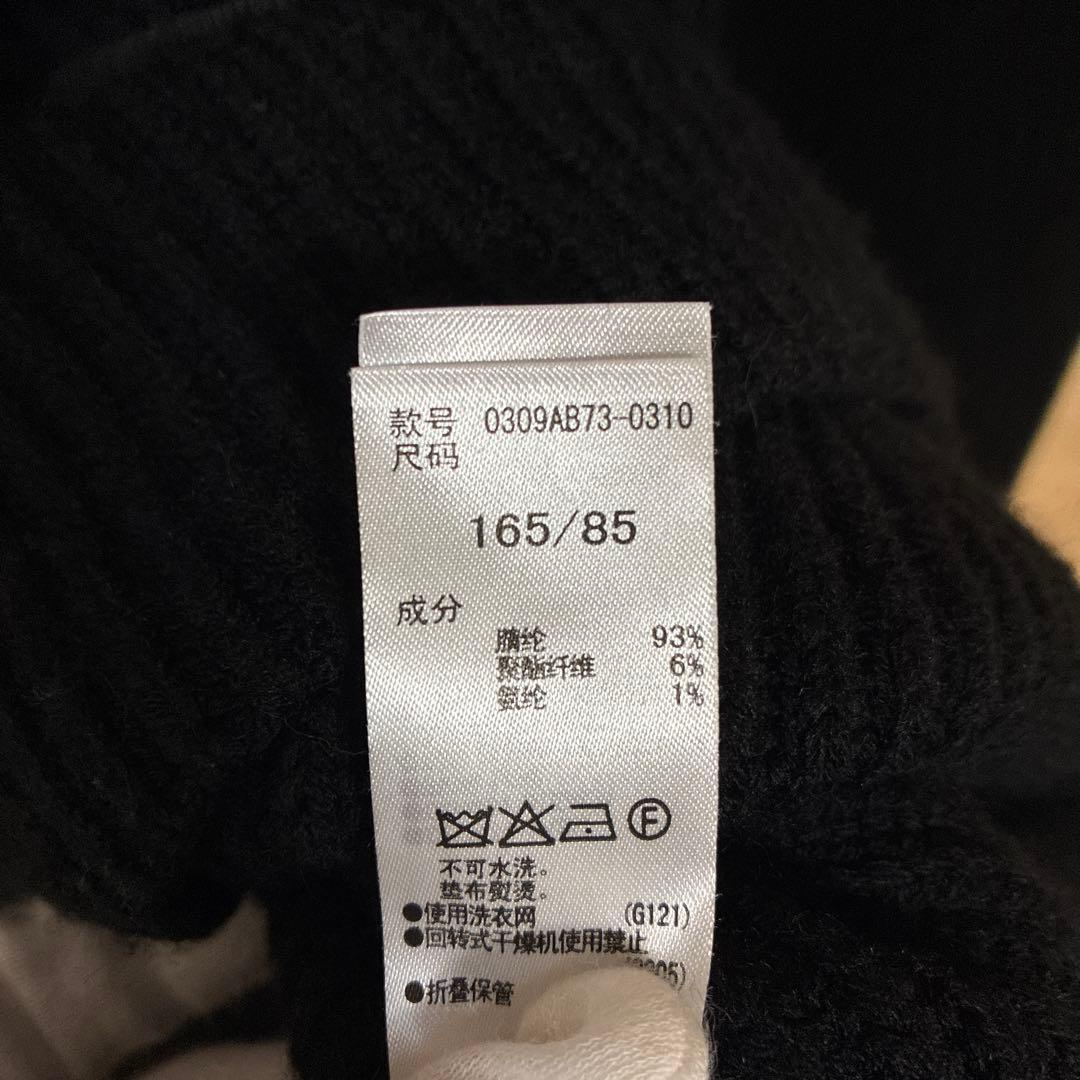 款号 0309AB73-0310
尺码
165/85
成分
腈纶 93%
聚酯纤维 6%
氨纶 1%
F
不可水洗。
垫布熨烫。
●使用洗衣网 (G121)
●回转式干燥机使用禁止
●折叠保管